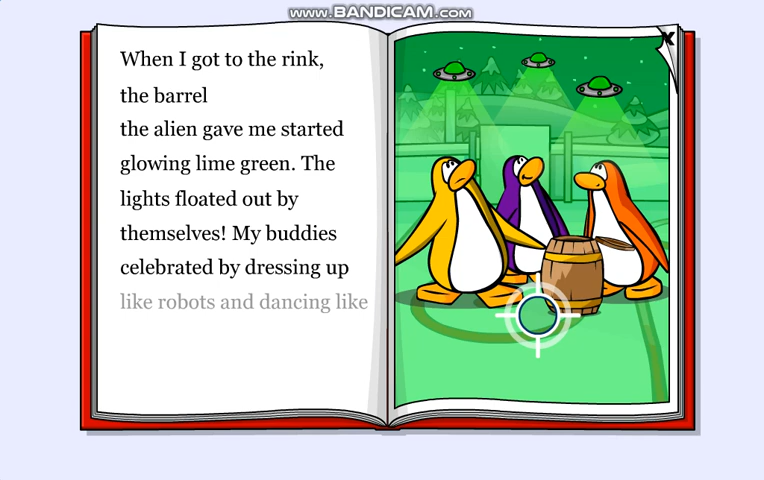 www.BANDICAM.com
When I got to the rink,
the barrel
the alien gave me started
glowing lime green. The
lights floated out by
themselves! My buddies
celebrated by dressing up
like robots and dancing like